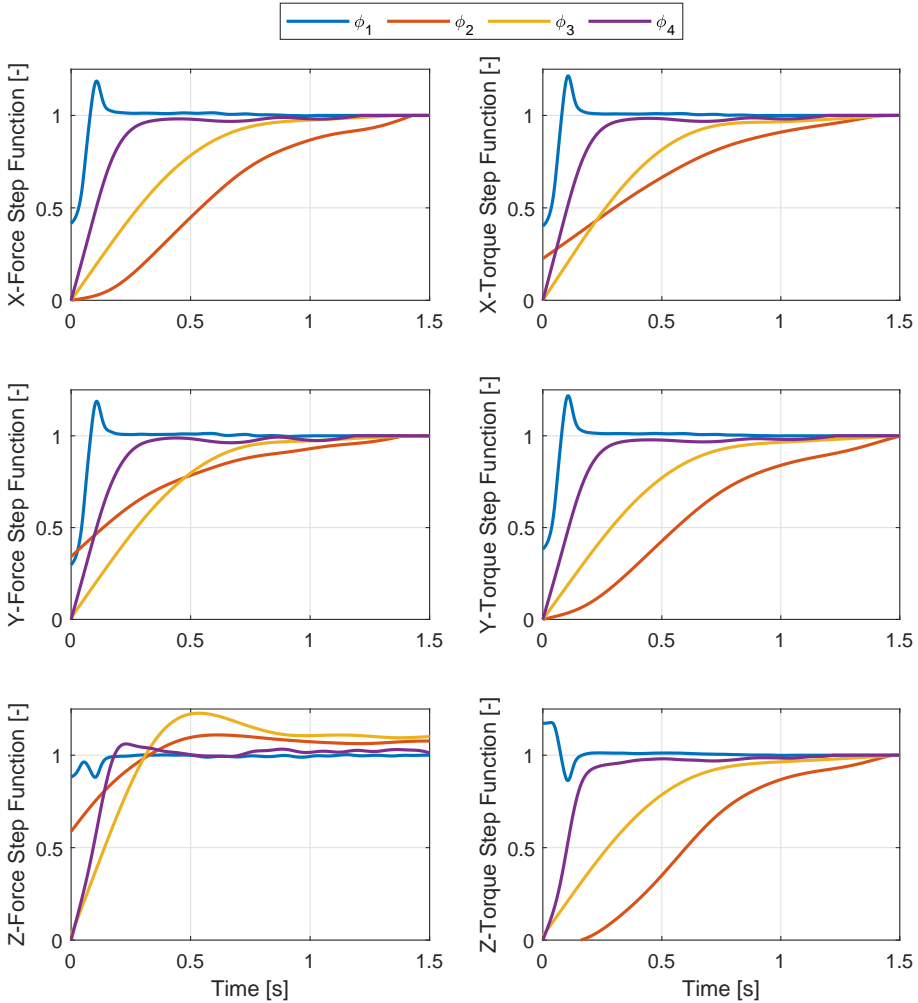 ϕ1 ϕ2 ϕ3 ϕ4
X-Force Step Function [-]
1
0.5
0
0 0.5 1 1.5
X-Torque Step Function [-]
1
0.5
0
0 0.5 1 1.5
Y-Force Step Function [-]
1
0.5
0
0 0.5 1 1.5
Y-Torque Step Function [-]
1
0.5
0
0 0.5 1 1.5
Z-Force Step Function [-]
1
0.5
0
0 0.5 1 1.5
Time [s]
Z-Torque Step Function [-]
1
0.5
0
0 0.5 1 1.5
Time [s]